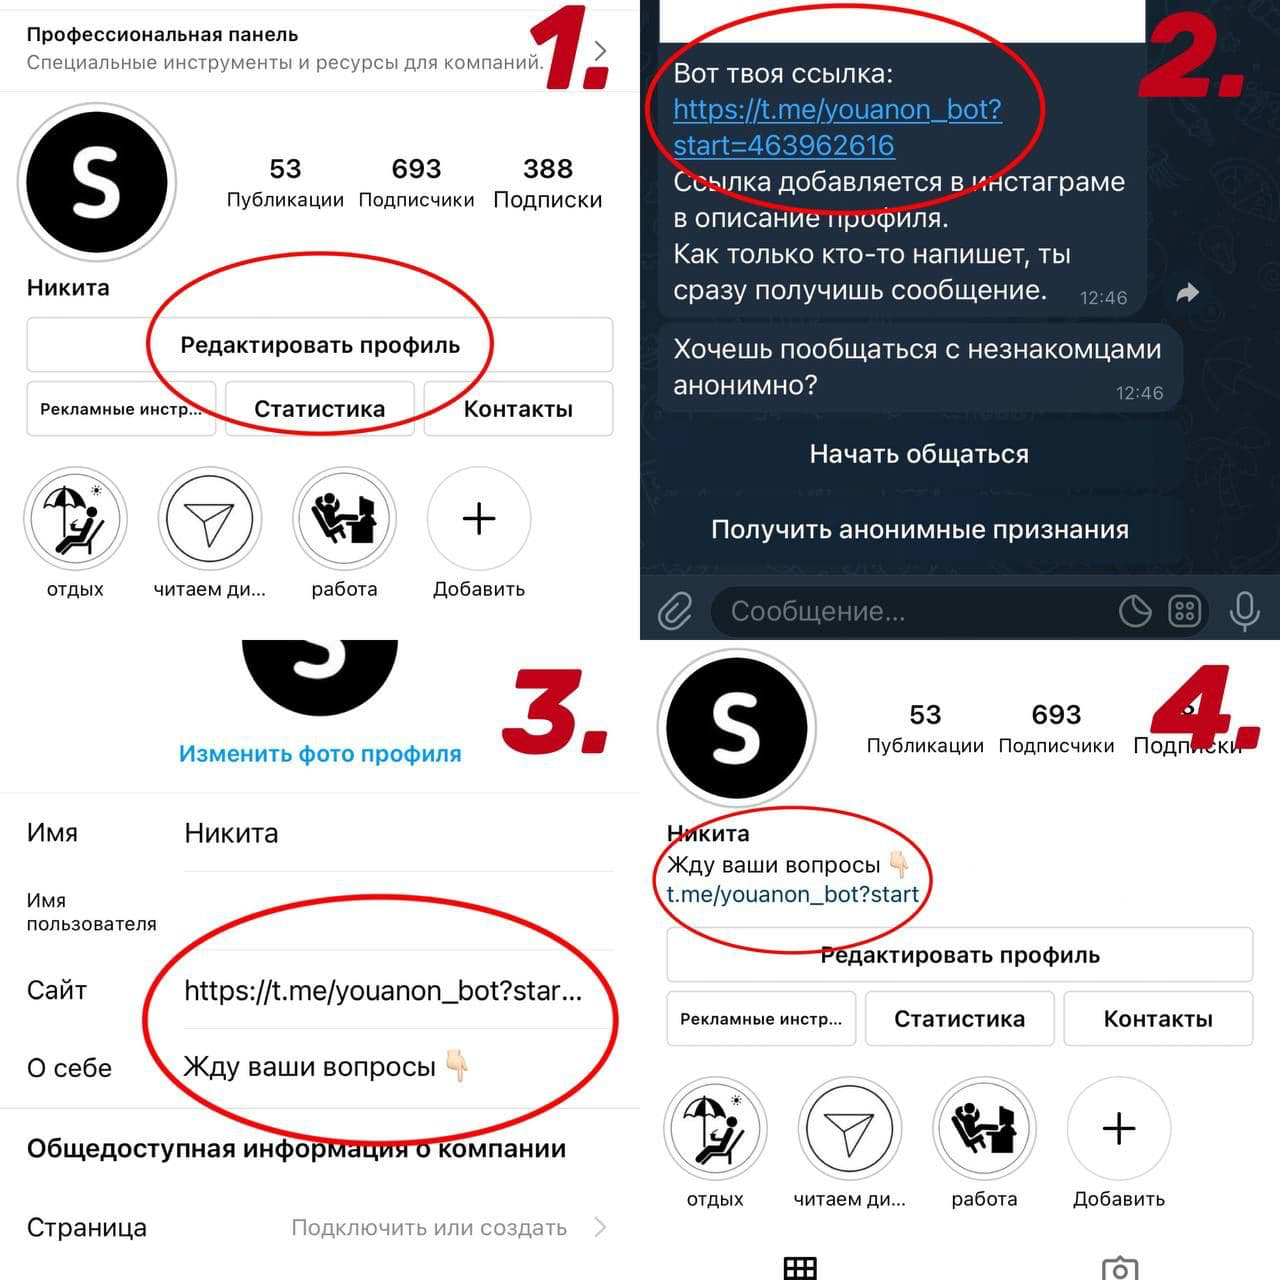 Профессиональная панель
Специальные инструменты и ресурсы для компаний.
1.
S
53 693 388
Публикации Подписчики Подписки
Никита
Редактировать профиль
Рекламные инстр... Статистика Контакты
отдых читаем ди... работа Добавить
2.
Вот твоя ссылка:
https://t.me/youanon_bot?
start=463962616
Ссылка добавляется в инстаграме
в описание профиля.
Как только кто-то напишет, ты
сразу получишь сообщение. 12:46
Хочешь пообщаться с незнакомцами
анонимно? 12:46
Начать общаться
Получить анонимные признания
Сообщение...
3.
S
Изменить фото профиля
Имя Никита
Имя
пользователя
Сайт https://t.me/youanon_bot?star...
О себе Жду ваши вопросы 👇🏻
Общедоступная информация о компании
Страница Подключить или создать
4.
S
53 693
Публикации Подписчики Подписки
Никита
Жду ваши вопросы 👇🏻
t.me/youanon_bot?start
Редактировать профиль
Рекламные инстр... Статистика Контакты
отдых читаем ди... работа Добавить